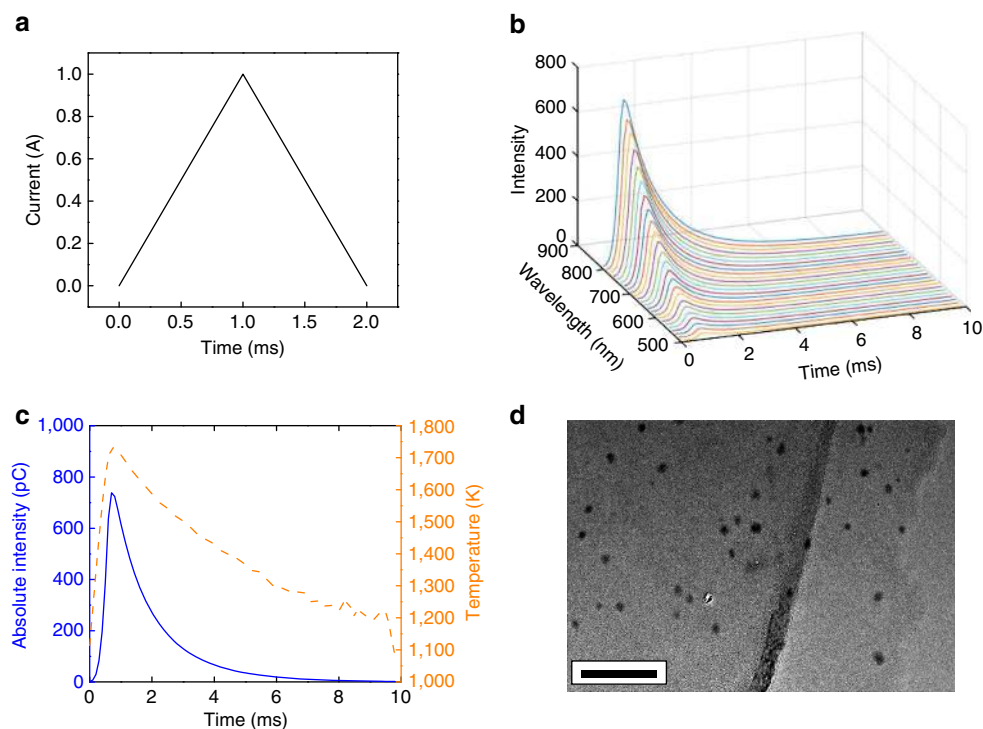 a
1.0
0.8
0.6
0.4
0.2
0.0
Current (A)
0.0 0.5 1.0 1.5 2.0
Time (ms)
b
800
600
400
200
0
Intensity
900
800
700
600
500
Wavelength (nm)
0 2 4 6 8 10
Time (ms)
c
1,000
800
600
400
200
0
Absolute intensity (pC)
1,800
1,700
1,600
1,500
1,400
1,300
1,200
1,100
1,000
Temperature (K)
0 2 4 6 8 10
Time (ms)
d